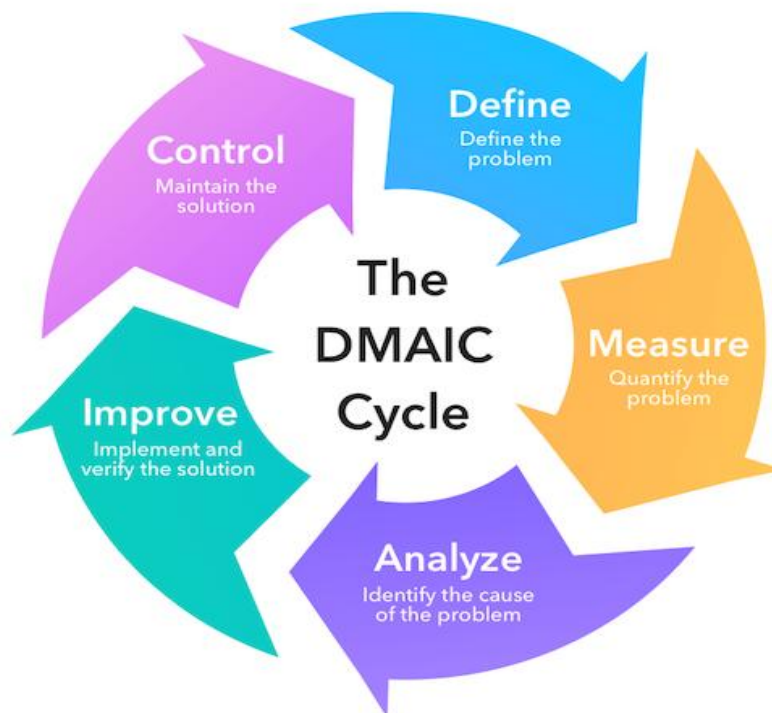 The
DMAIC
Cycle
Define
Define the
problem
Measure
Quantify the
problem
Analyze
Identify the cause
of the problem
Improve
Implement and
verify the solution
Control
Maintain the
solution